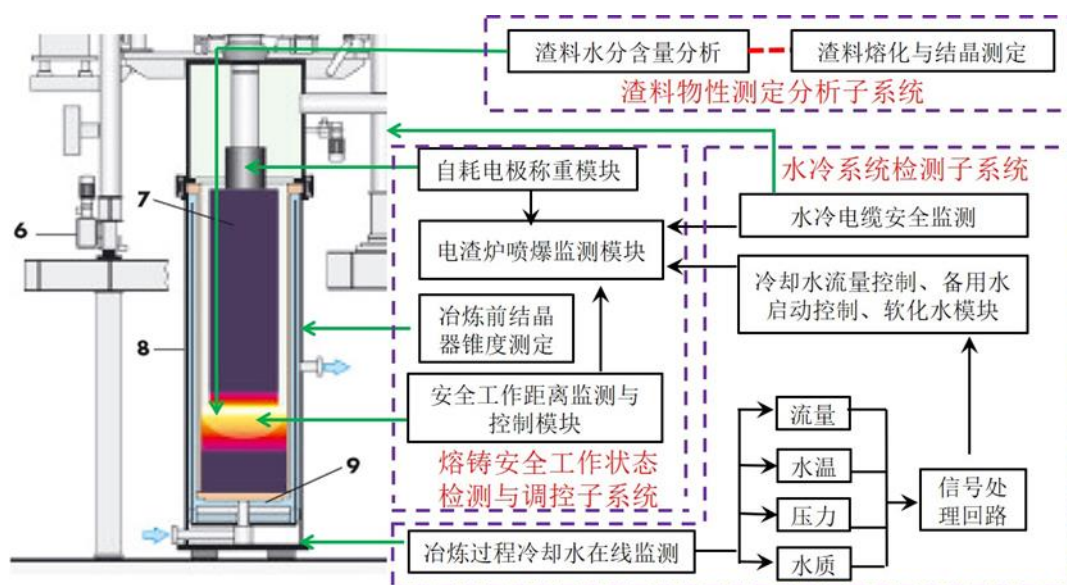 渣料水分含量分析
渣料熔化与结晶测定
渣料物性测定分析子系统
自耗电极称重模块
水冷系统检测子系统
7
6
水冷电缆安全监测
电渣炉喷爆监测模块
冷却水流量控制、备用水
启动控制、软化水模块
冶炼前结晶
器锥度测定
8
安全工作距离监测与
控制模块
流量
熔铸安全工作状态
检测与调控子系统
9
水温
信号处
理回路
压力
冶炼过程冷却水在线监测
水质